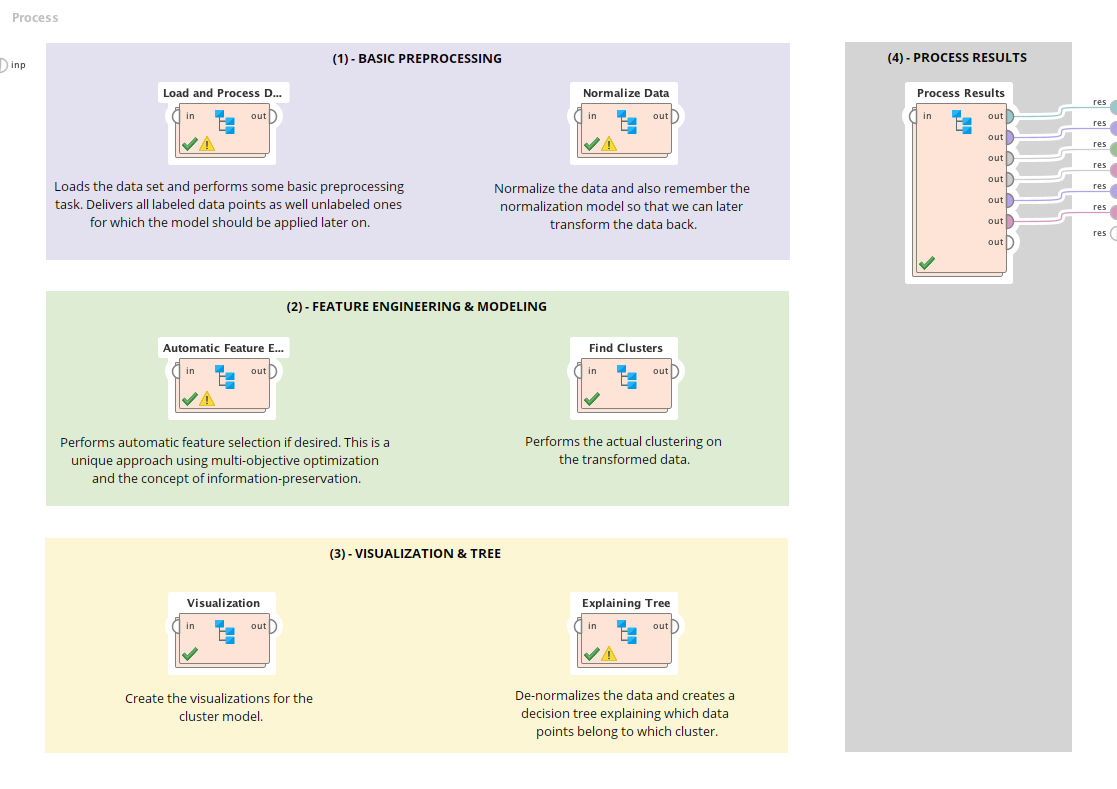 Process
inp
(1) - BASIC PREPROCESSING
Load and Process D...
in out
Loads the data set and performs some basic preprocessing
task. Delivers all labeled data points as well unlabeled ones
for which the model should be applied later on.
Normalize Data
in out
Normalize the data and also remember the
normalization model so that we can later
transform the data back.
(2) - FEATURE ENGINEERING & MODELING
Automatic Feature E...
in out
Performs automatic feature selection if desired. This is a
unique approach using multi-objective optimization
and the concept of information-preservation.
Find Clusters
in out
Performs the actual clustering on
the transformed data.
(3) - VISUALIZATION & TREE
Visualization
in out
Create the visualizations for the
cluster model.
Explaining Tree
in out
De-normalizes the data and creates a
decision tree explaining which data
points belong to which cluster.
(4) - PROCESS RESULTS
Process Results
in out
out
out
out
out
out
out
res
res
res
res
res
res
res